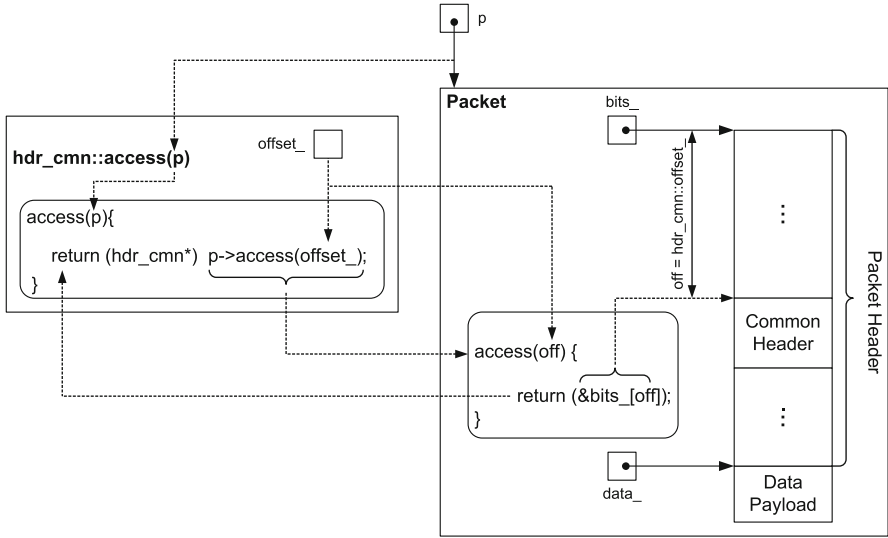 p
Packet
bits_
hdr_cmn::access(p)
offset_
access(p){
return (hdr_cmn*) p->access(offset_);
}
off = hdr_cmn::offset_
⋮
Packet Header
Common
Header
access(off) {
return (&bits_[off]);
}
⋮
data_
Data
Payload